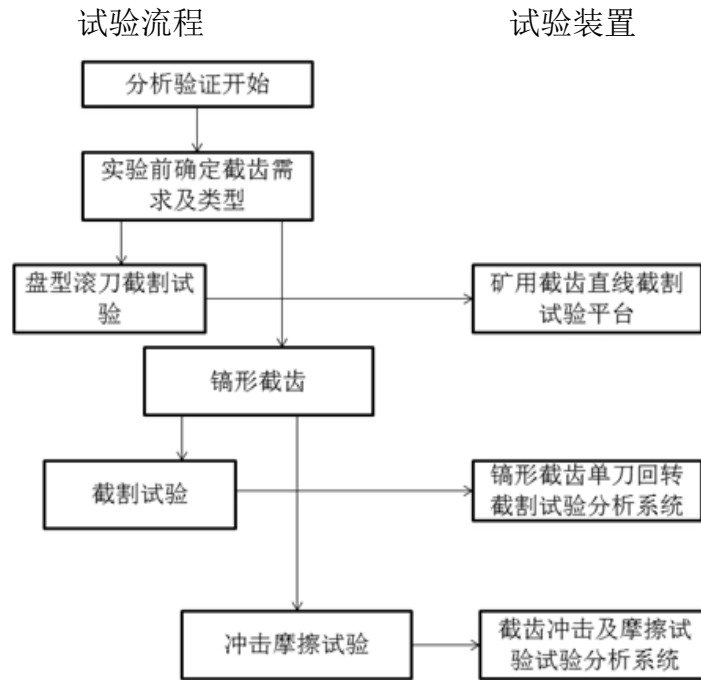 试验流程
试验装置
分析验证开始
实验前确定截齿需
求及类型
盘型滚刀截割试
验
矿用截齿直线截割
试验平台
镐形截齿
截割试验
镐形截齿单刀回转
截割试验分析系统
冲击摩擦试验
截齿冲击及摩擦试
验试验分析系统